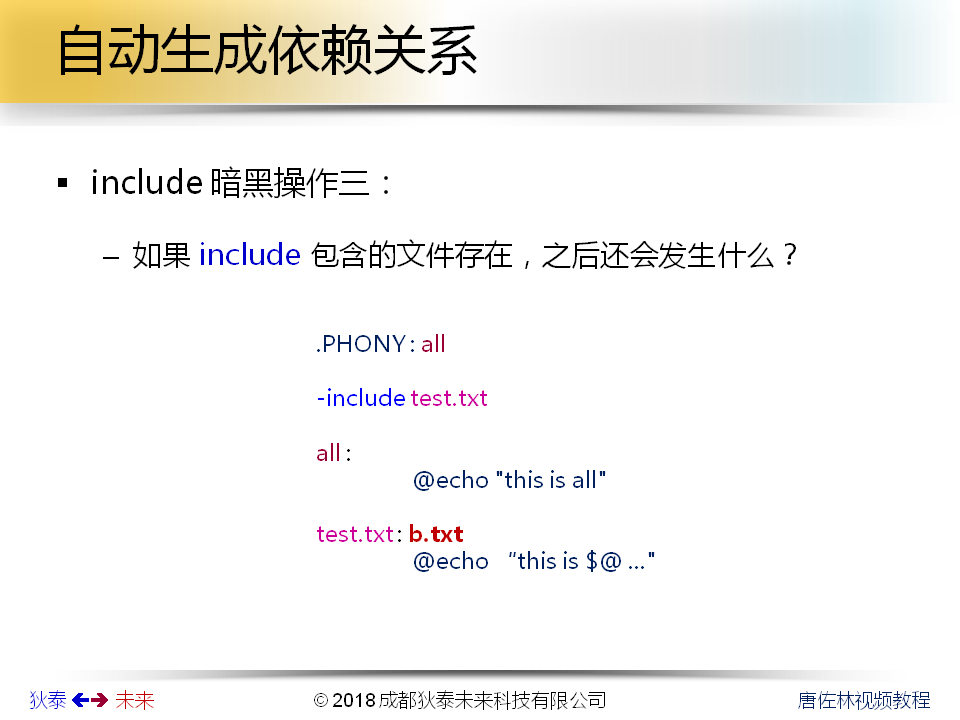 自动生成依赖关系
▪ include 暗黑操作三：
– 如果 include 包含的文件存在，之后还会发生什么？
.PHONY : all
-include test.txt
all :
@echo "this is all"
test.txt : b.txt
@echo “this is $@ ..."
狄泰 未来
© 2018 成都狄泰未来科技有限公司
唐佐林视频教程